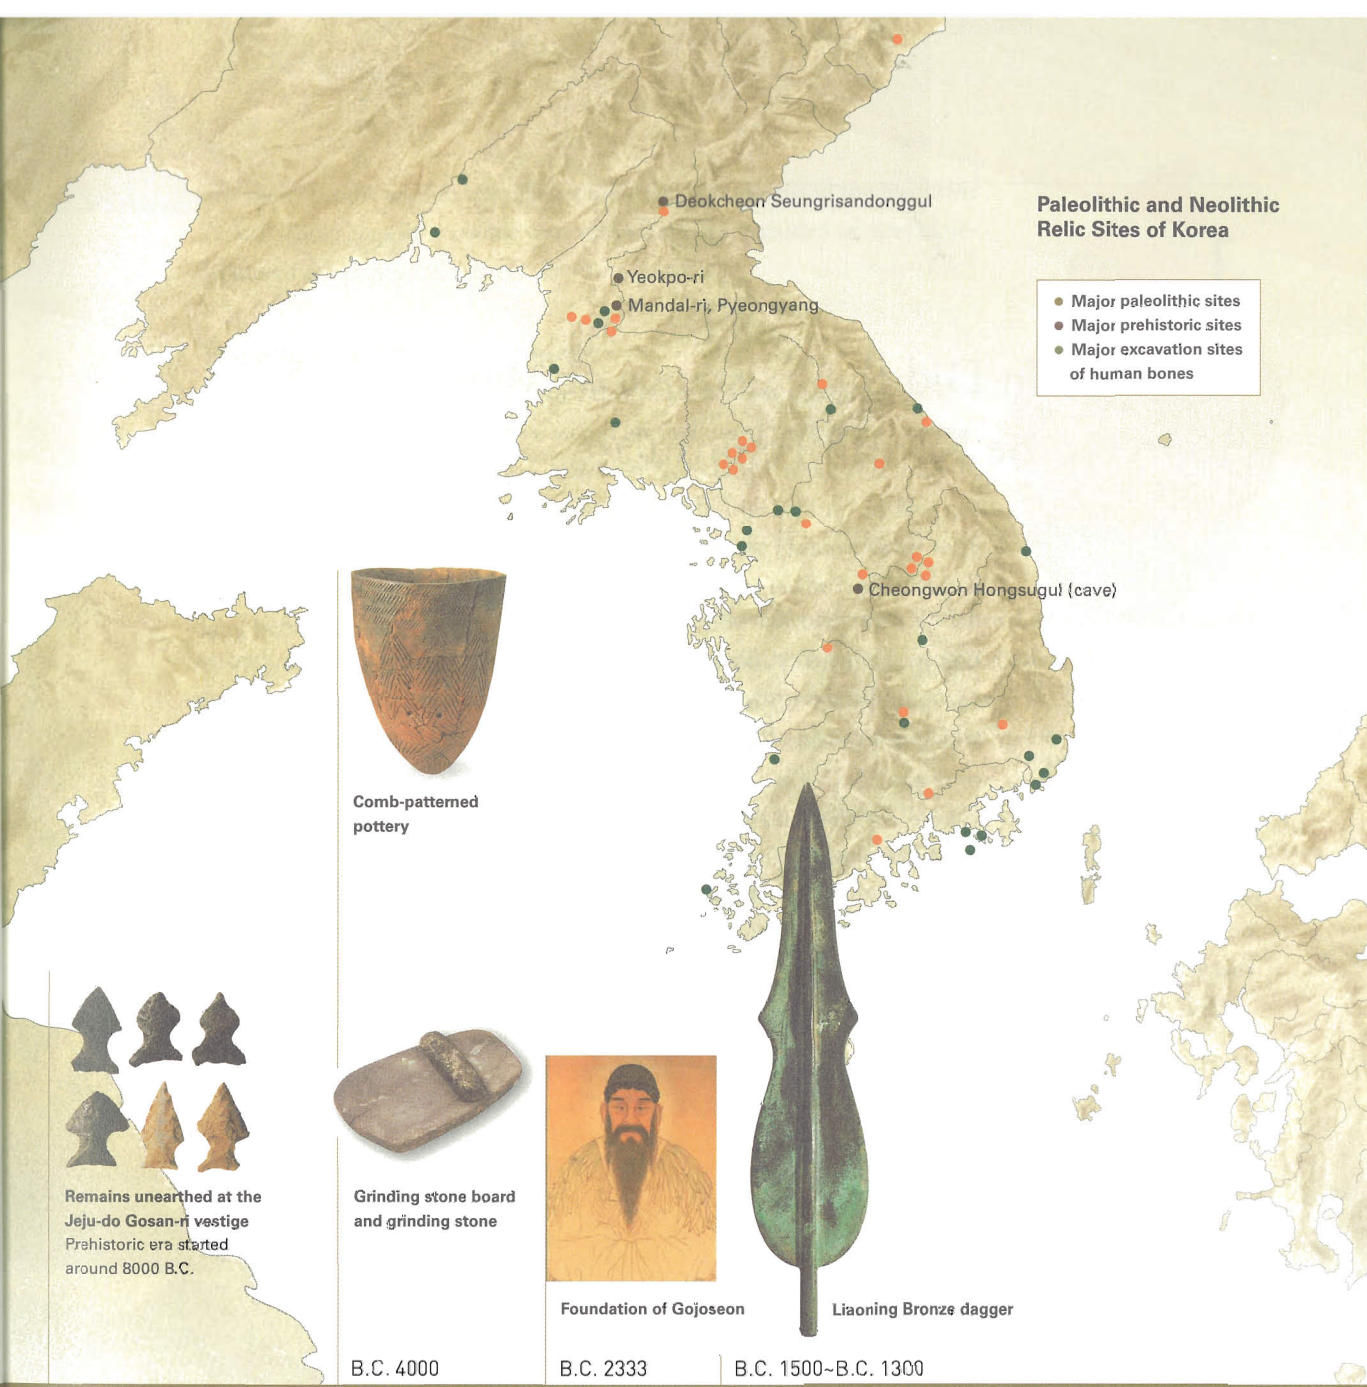 Deokcheon Seungrisandonggul
Paleolithic and Neolithic
Relic Sites of Korea
Yeokpo-ri
Mandal-ri, Pyeongyang
Major paleolithic sites
Major prehistoric sites
Major excavation sites
of human bones
Cheongwon Hongsugul (cave)
Comb-patterned
pottery
Remains unearthed at the
Jeju-do Gosan-ri vestige
Prehistoric era started
around 8000 B.C.
Grinding stone board
and grinding stone
Foundation of Gojoseon
Liaoning Bronze dagger
B.C. 4000
B.C. 2333
B.C. 1500~B.C. 1300